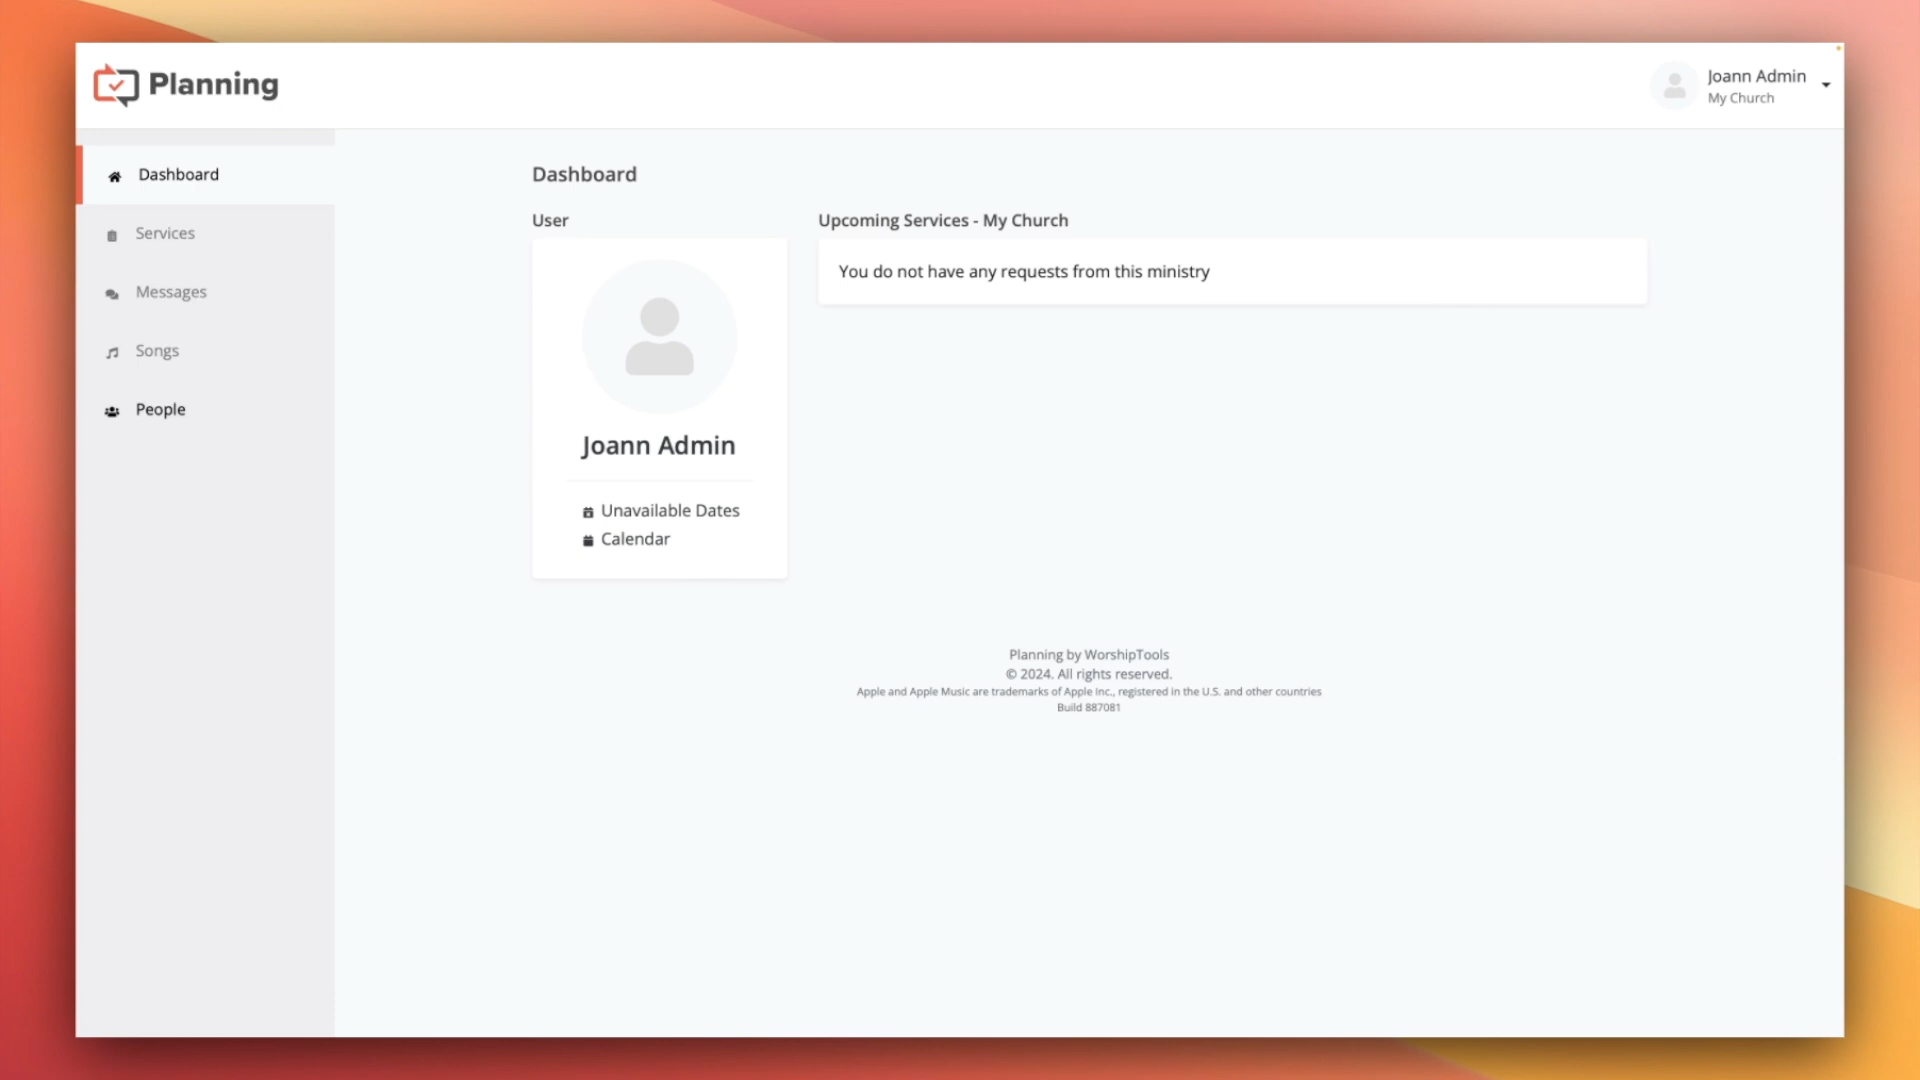 Planning
Joann Admin
My Church
Dashboard
Services
Messages
Songs
People
Dashboard
User
Joann Admin
Unavailable Dates
Calendar
Upcoming Services - My Church
You do not have any requests from this ministry
Planning by WorshipTools
© 2024. All rights reserved.
Apple and Apple Music are trademarks of Apple Inc., registered in the U.S. and other countries
Build 887081